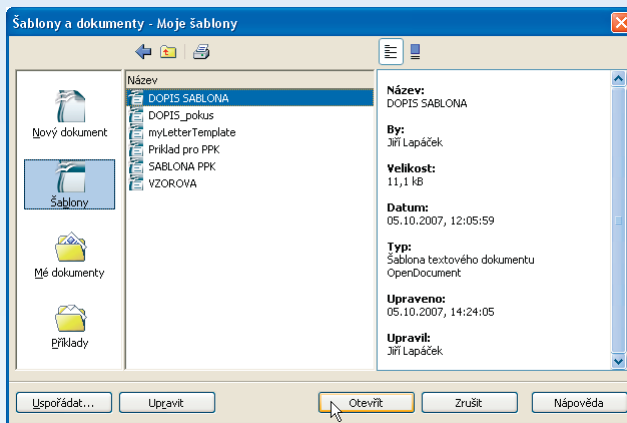 Šablony a dokumenty - Moje šablony
Nový dokument
Šablony
Mé dokumenty
Příklady
Název
DOPIS SABLONA
DOPIS_pokus
myLetterTemplate
Priklad pro PPK
SABLONA PPK
VZOROVA
Název:
DOPIS SABLONA
By:
Jiří Lapáček
Velikost:
11,1 kB
Datum:
05.10.2007, 12:05:59
Typ:
Šablona textového dokumentu
OpenDocument
Upraveno:
05.10.2007, 14:24:05
Upravil:
Jiří Lapáček
Uspořádat...
Upravit
Otevřít
Zrušit
Nápověda